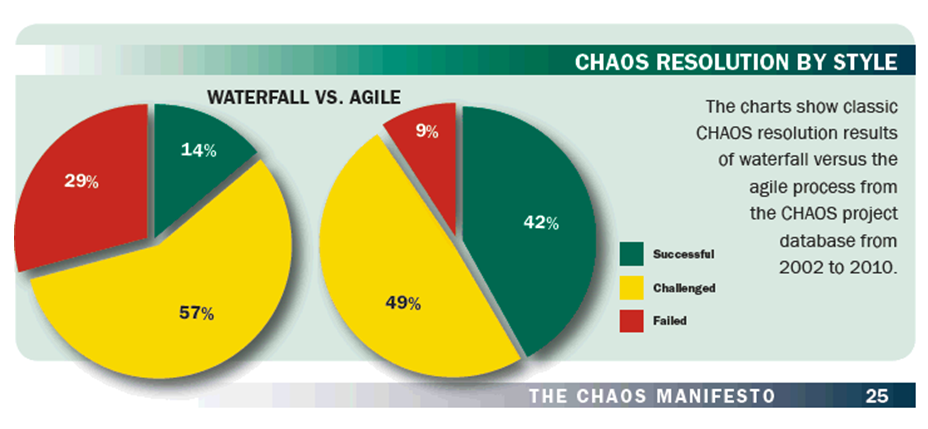 CHAOS RESOLUTION BY STYLE
WATERFALL VS. AGILE
14%
29%
57%
9%
42%
49%
The charts show classic
CHAOS resolution results
of waterfall versus the
agile process from
the CHAOS project
database from
2002 to 2010.
Successful
Challenged
Failed
THE CHAOS MANIFESTO 25